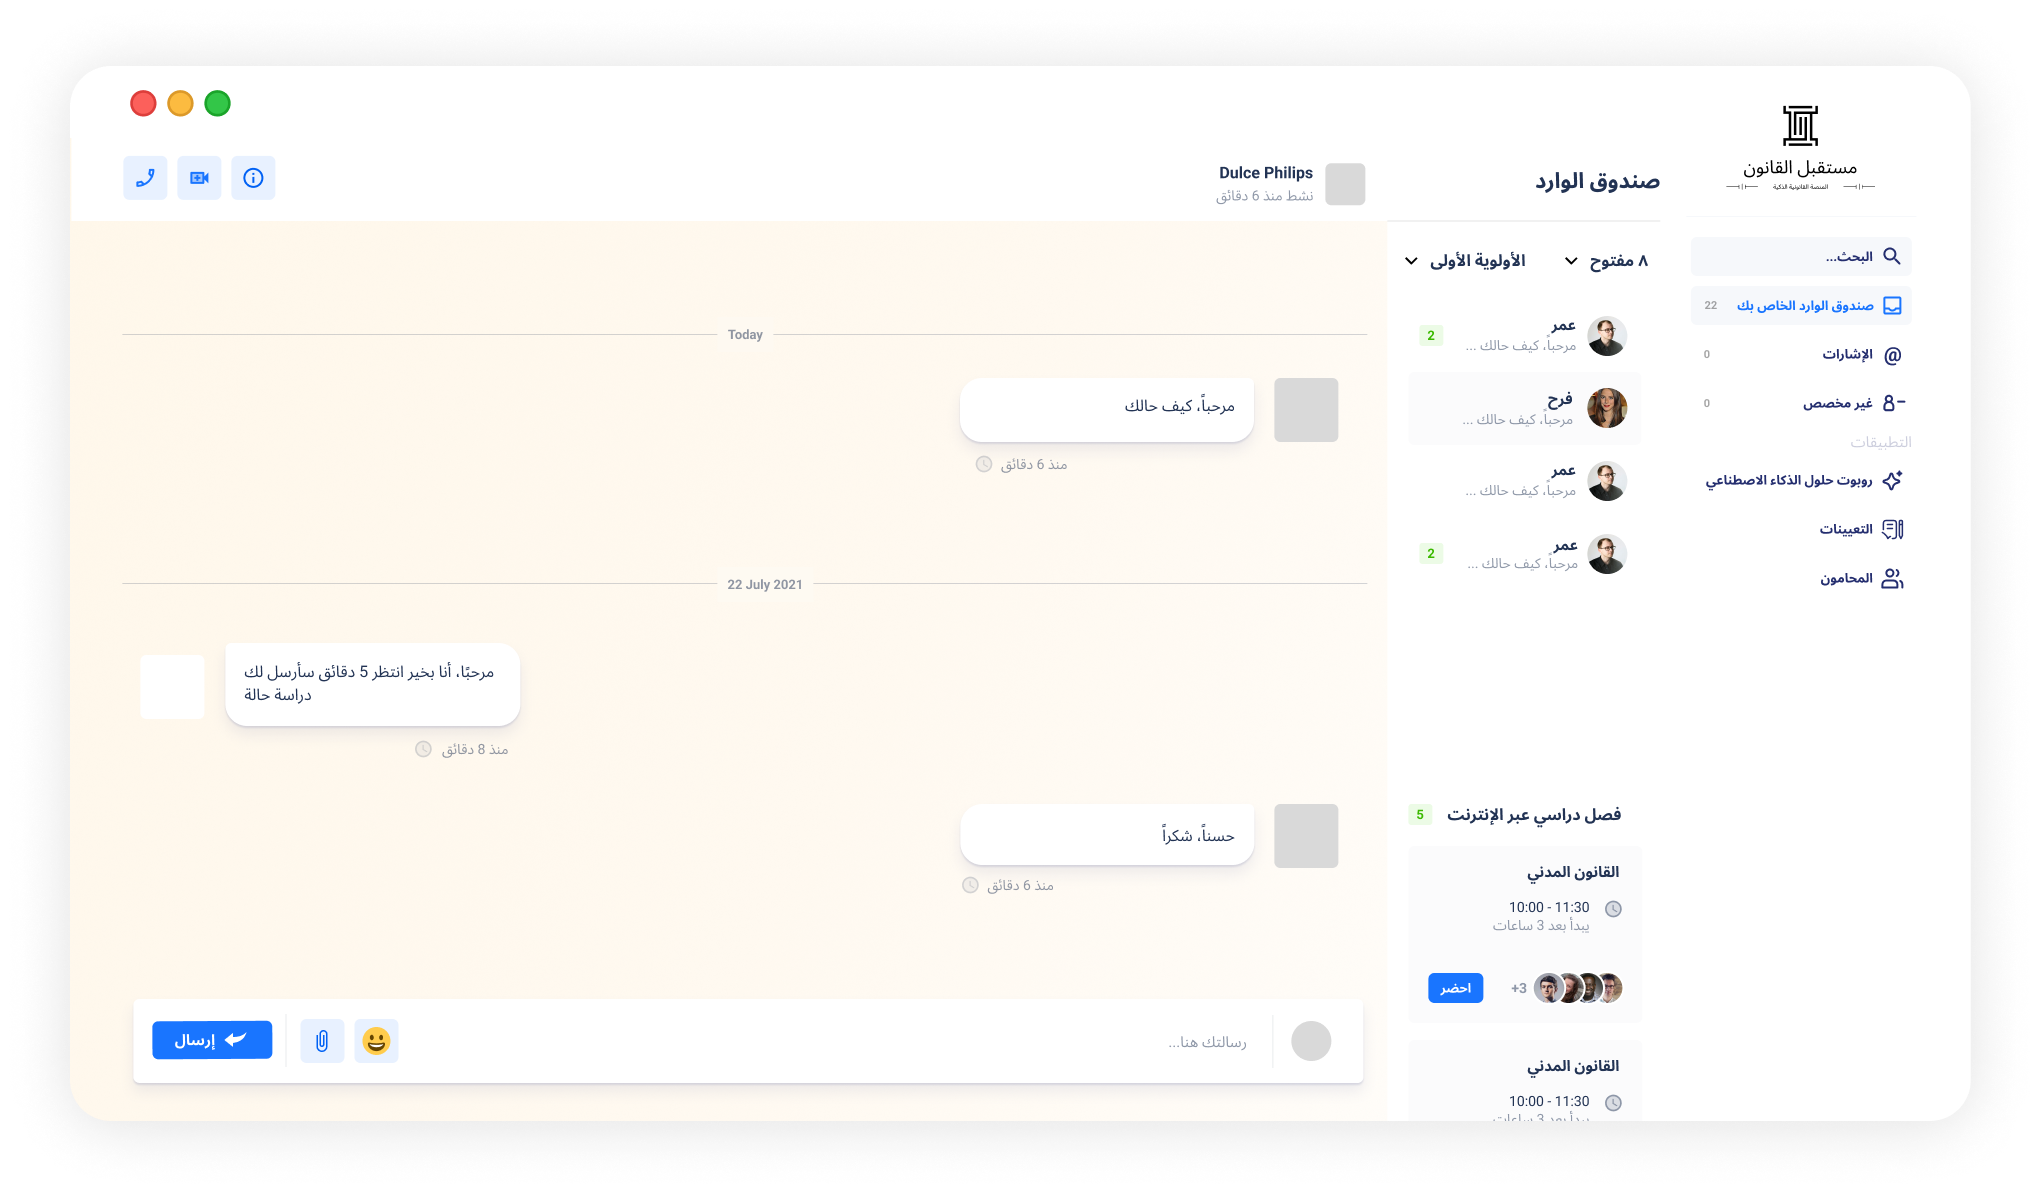 مستقبل القانون
المنصة القانونية الذكية
البحث...
صندوق الوارد الخاص بك 22
@ الإشارات 0
غير مخصص 0
التطبيقات
روبوت حلول الذكاء الاصطناعي
التعيينات
المحامون
صندوق الوارد
٨ مفتوح
الأولوية الأولى
عمر
مرحباً، كيف حالك ...
2
فرح
مرحباً، كيف حالك ...
عمر
مرحباً، كيف حالك ...
عمر
مرحباً، كيف حالك ...
2
فصل دراسي عبر الإنترنت 5
القانون المدني
10:00 - 11:30
يبدأ بعد 3 ساعات
+3
احضر
القانون المدني
10:00 - 11:30
يبدأ بعد 3 ساعات
Dulce Philips
نشط منذ 6 دقائق
Today
مرحباً، كيف حالك
منذ 6 دقائق
22 July 2021
مرحبًا، أنا بخير انتظر 5 دقائق سأرسل لك
دراسة حالة
منذ 8 دقائق
حسناً، شكراً
منذ 6 دقائق
رسالتك هنا...
إرسال